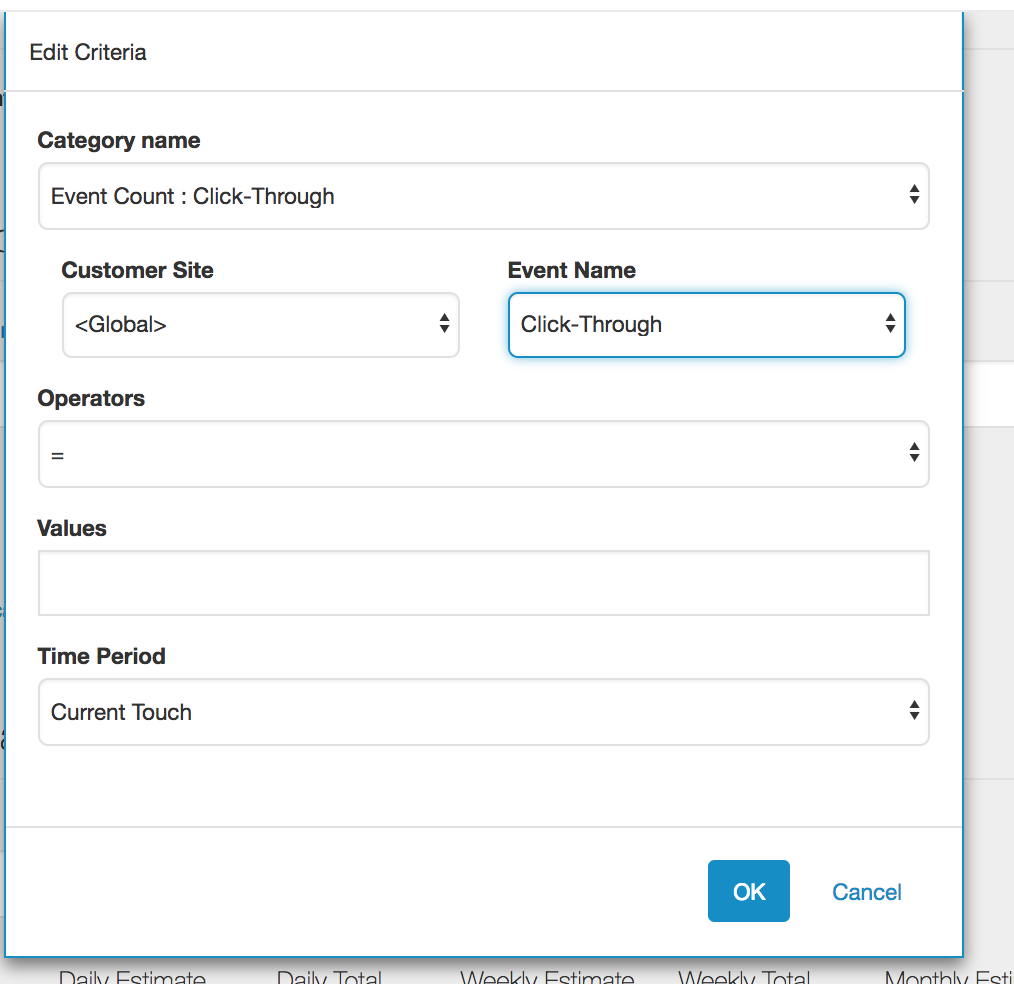 Edit Criteria
Category name
Event Count : Click-Through
Customer Site Event Name
<Global> Click-Through
Operators
=
Values
Time Period
Current Touch
OK Cancel
Daily Estimate Daily Total Weekly Estimate Weekly Total Monthly Esti